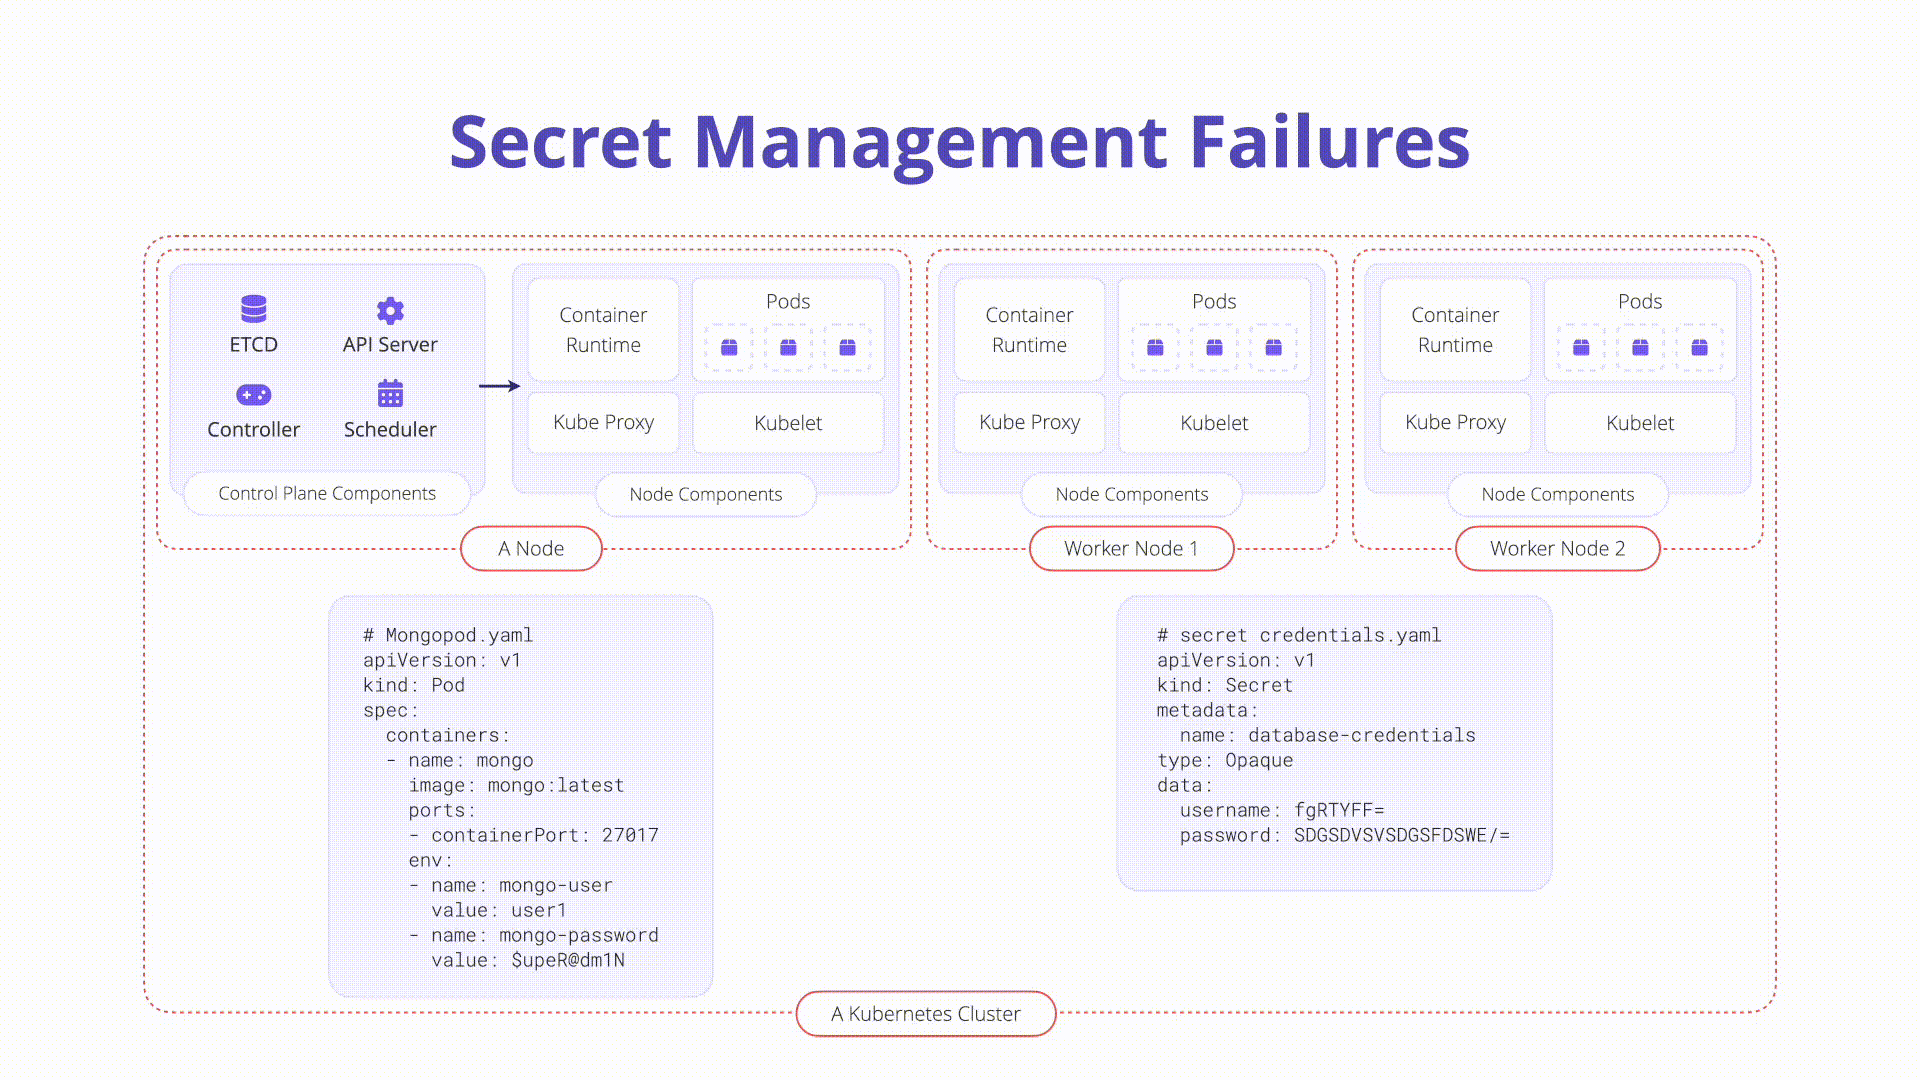 Secret Management Failures
ETCD
API Server
Controller
Scheduler
Control Plane Components
Container
Runtime
Pods
Kube Proxy
Kubelet
Node Components
A Node
Container
Runtime
Pods
Kube Proxy
Kubelet
Node Components
Worker Node 1
Container
Runtime
Pods
Kube Proxy
Kubelet
Node Components
Worker Node 2
# Mongopod.yaml
apiVersion: v1
kind: Pod
spec:
  containers:
  - name: mongo
    image: mongo:latest
    ports:
    - containerPort: 27017
    env:
    - name: mongo-user
      value: user1
    - name: mongo-password
      value: $upeR@dm1N
# secret credentials.yaml
apiVersion: v1
kind: Secret
metadata:
  name: database-credentials
type: Opaque
data:
  username: fgRTYFF=
  password: SDGSDVSVSDGSFDSWE/=
A Kubernetes Cluster